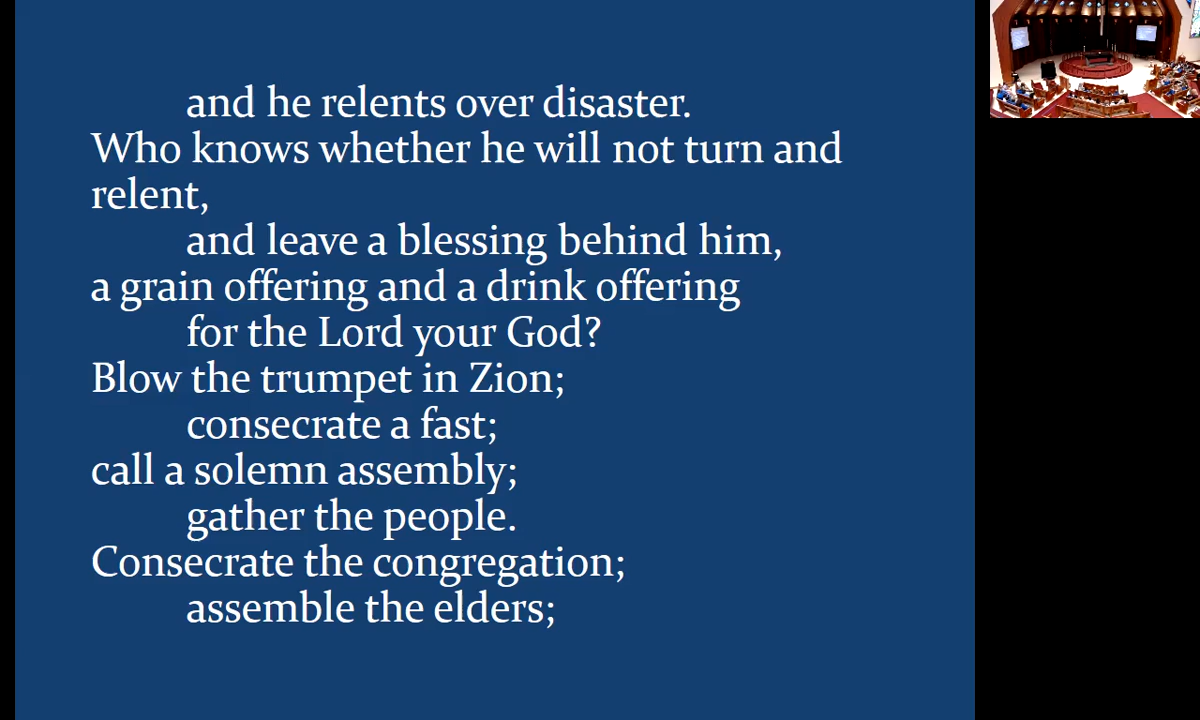 and he relents over disaster.
Who knows whether he will not turn and
relent,
and leave a blessing behind him,
a grain offering and a drink offering
for the Lord your God?
Blow the trumpet in Zion;
consecrate a fast;
call a solemn assembly;
gather the people.
Consecrate the congregation;
assemble the elders;